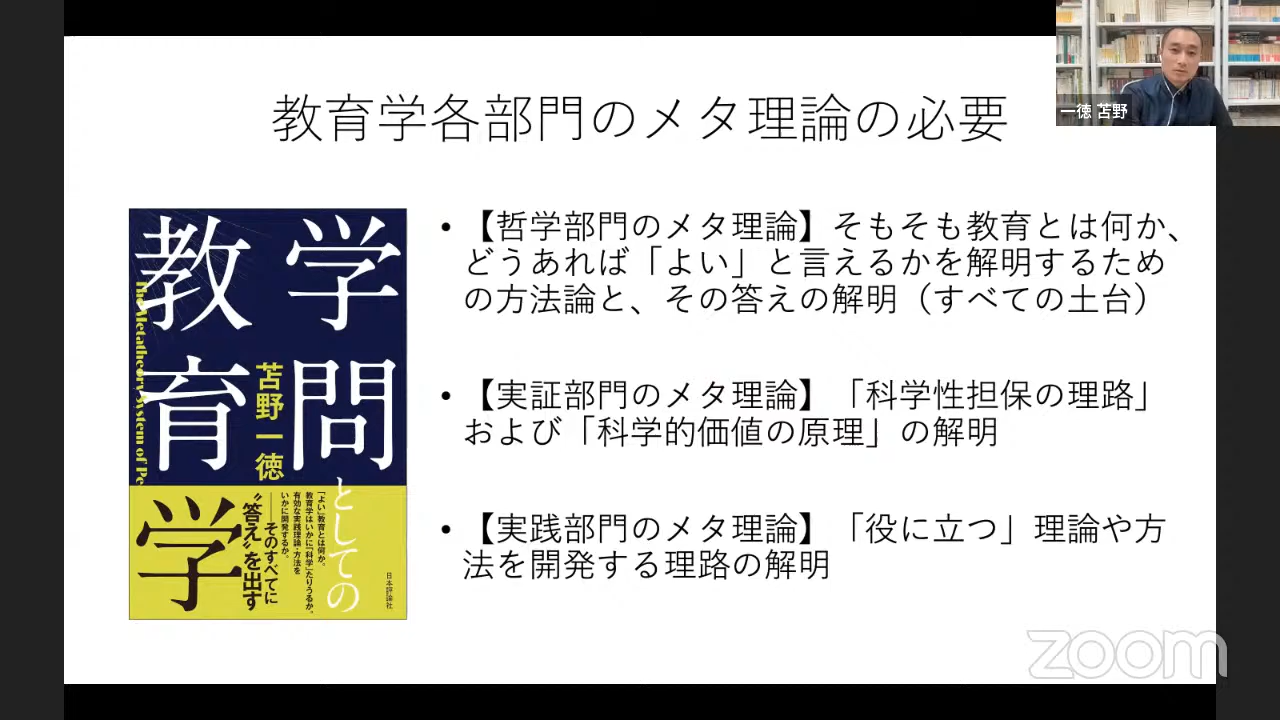 教育学各部門のメタ理論の必要
一徳 苫野
学問としての
教育学
苫野一徳
The Metatheory System of Pe
「よい」教育とは何か。
教育学はいかに「科学」たりうるか。
有効な実践理論・方法を
いかに開発するか。
──そのすべてに
“答え”を出す
日本評論社
• 【哲学部門のメタ理論】そもそも教育とは何か、
どうあれば「よい」と言えるかを解明するため
の方法論と、その答えの解明（すべての土台）
• 【実証部門のメタ理論】「科学性担保の理路」
および「科学的価値の原理」の解明
• 【実践部門のメタ理論】「役に立つ」理論や方
法を開発する理路の解明
zoom